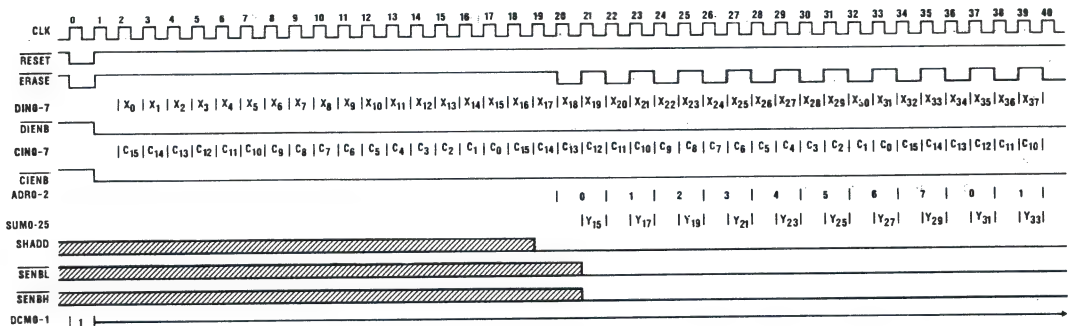 0 1 2 3 4 5 6 7 8 9 10 11 12 13 14 15 16 17 18 19 20 21 22 23 24 25 26 27 28 29 30 31 32 33 34 35 36 37 38 39 40
CLK
RESET
ERASE
DIN0-7 | X0 | X1 | X2 | X3 | X4 | X5 | X6 | X7 | X8 | X9 | X10 | X11 | X12 | X13 | X14 | X15 | X16 | X17 | X18 | X19 | X20 | X21 | X22 | X23 | X24 | X25 | X26 | X27 | X28 | X29 | X30 | X31 | X32 | X33 | X34 | X35 | X36 | X37 |
DIENB
CIN0-7 | C15 | C14 | C13 | C12 | C11 | C10 | C9 | C8 | C7 | C6 | C5 | C4 | C3 | C2 | C1 | C0 | C15 | C14 | C13 | C12 | C11 | C10 | C9 | C8 | C7 | C6 | C5 | C4 | C3 | C2 | C1 | C0 | C15 | C14 | C13 | C12 | C11 | C10 |
CIENB
ADR0-2 | 0 | 1 | 2 | 3 | 4 | 5 | 6 | 7 | 0 | 1 |
SUM0-25 | Y15 | | Y17 | | Y19 | | Y21 | | Y23 | | Y25 | | Y27 | | Y29 | | Y31 | | Y33 |
SHADD
SENBL
SENBH
DCM0-1 | 1 |